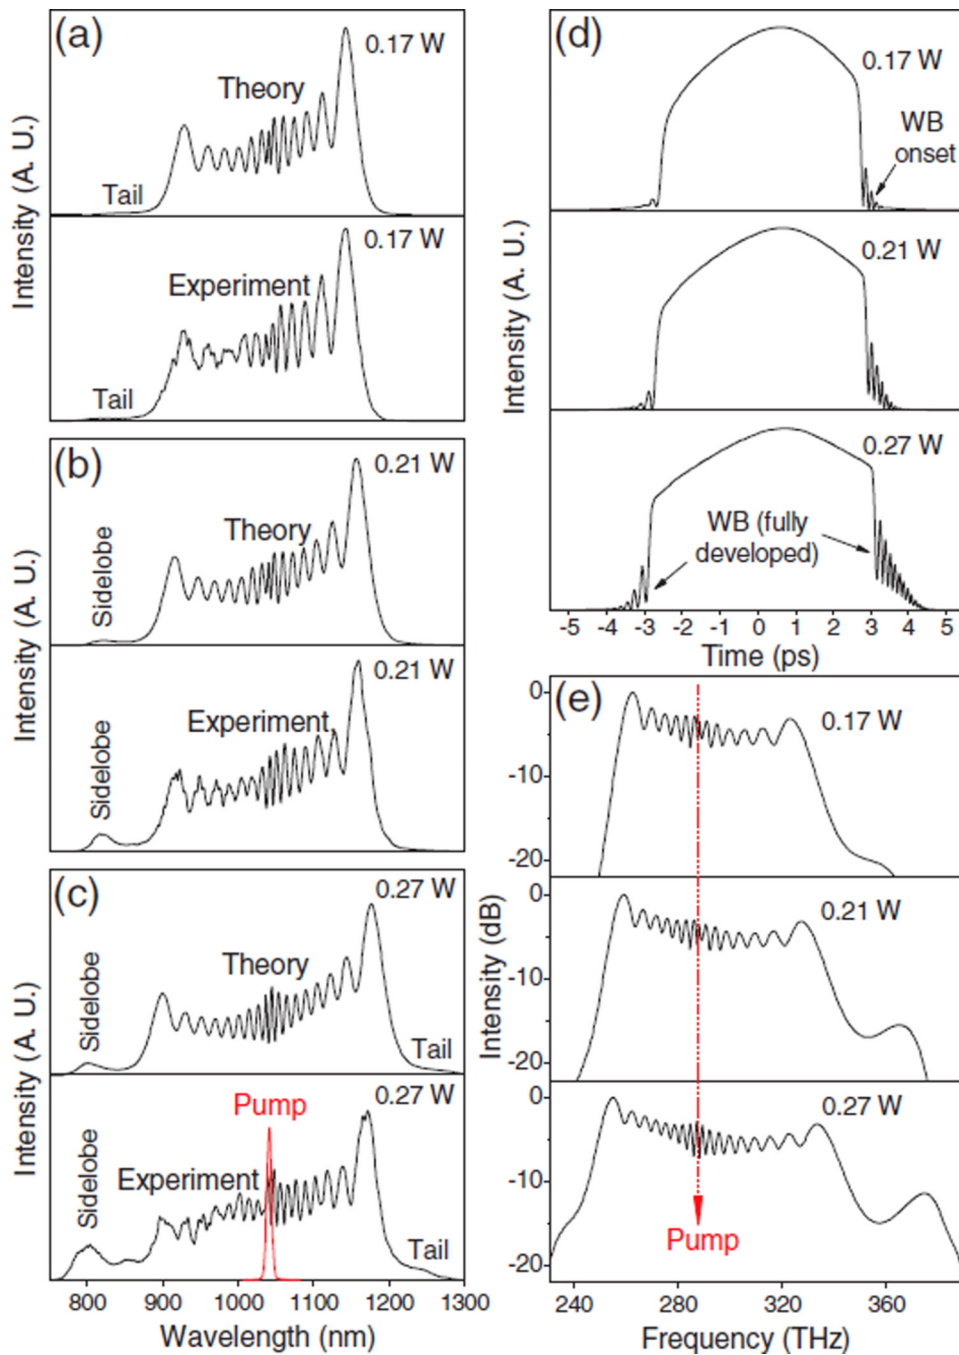 (a)
0.17 W
Theory
Tail
0.17 W
Experiment
Tail
Intensity (A. U.)
(b)
0.21 W
Theory
Sidelobe
0.21 W
Experiment
Sidelobe
Intensity (A. U.)
(c)
0.27 W
Theory
Sidelobe
Tail
0.27 W
Pump
Experiment
Sidelobe
Tail
Intensity (A. U.)
800 900 1000 1100 1200 1300
Wavelength (nm)
(d)
0.17 W
WB
onset
0.21 W
0.27 W
WB (fully
developed)
Intensity (A. U.)
-5 -4 -3 -2 -1 0 1 2 3 4 5
Time (ps)
(e)
0
0.17 W
-10
-20
0
0.21 W
-10
-20
0
0.27 W
-10
Pump
-20
Intensity (dB)
240 280 320 360
Frequency (THz)